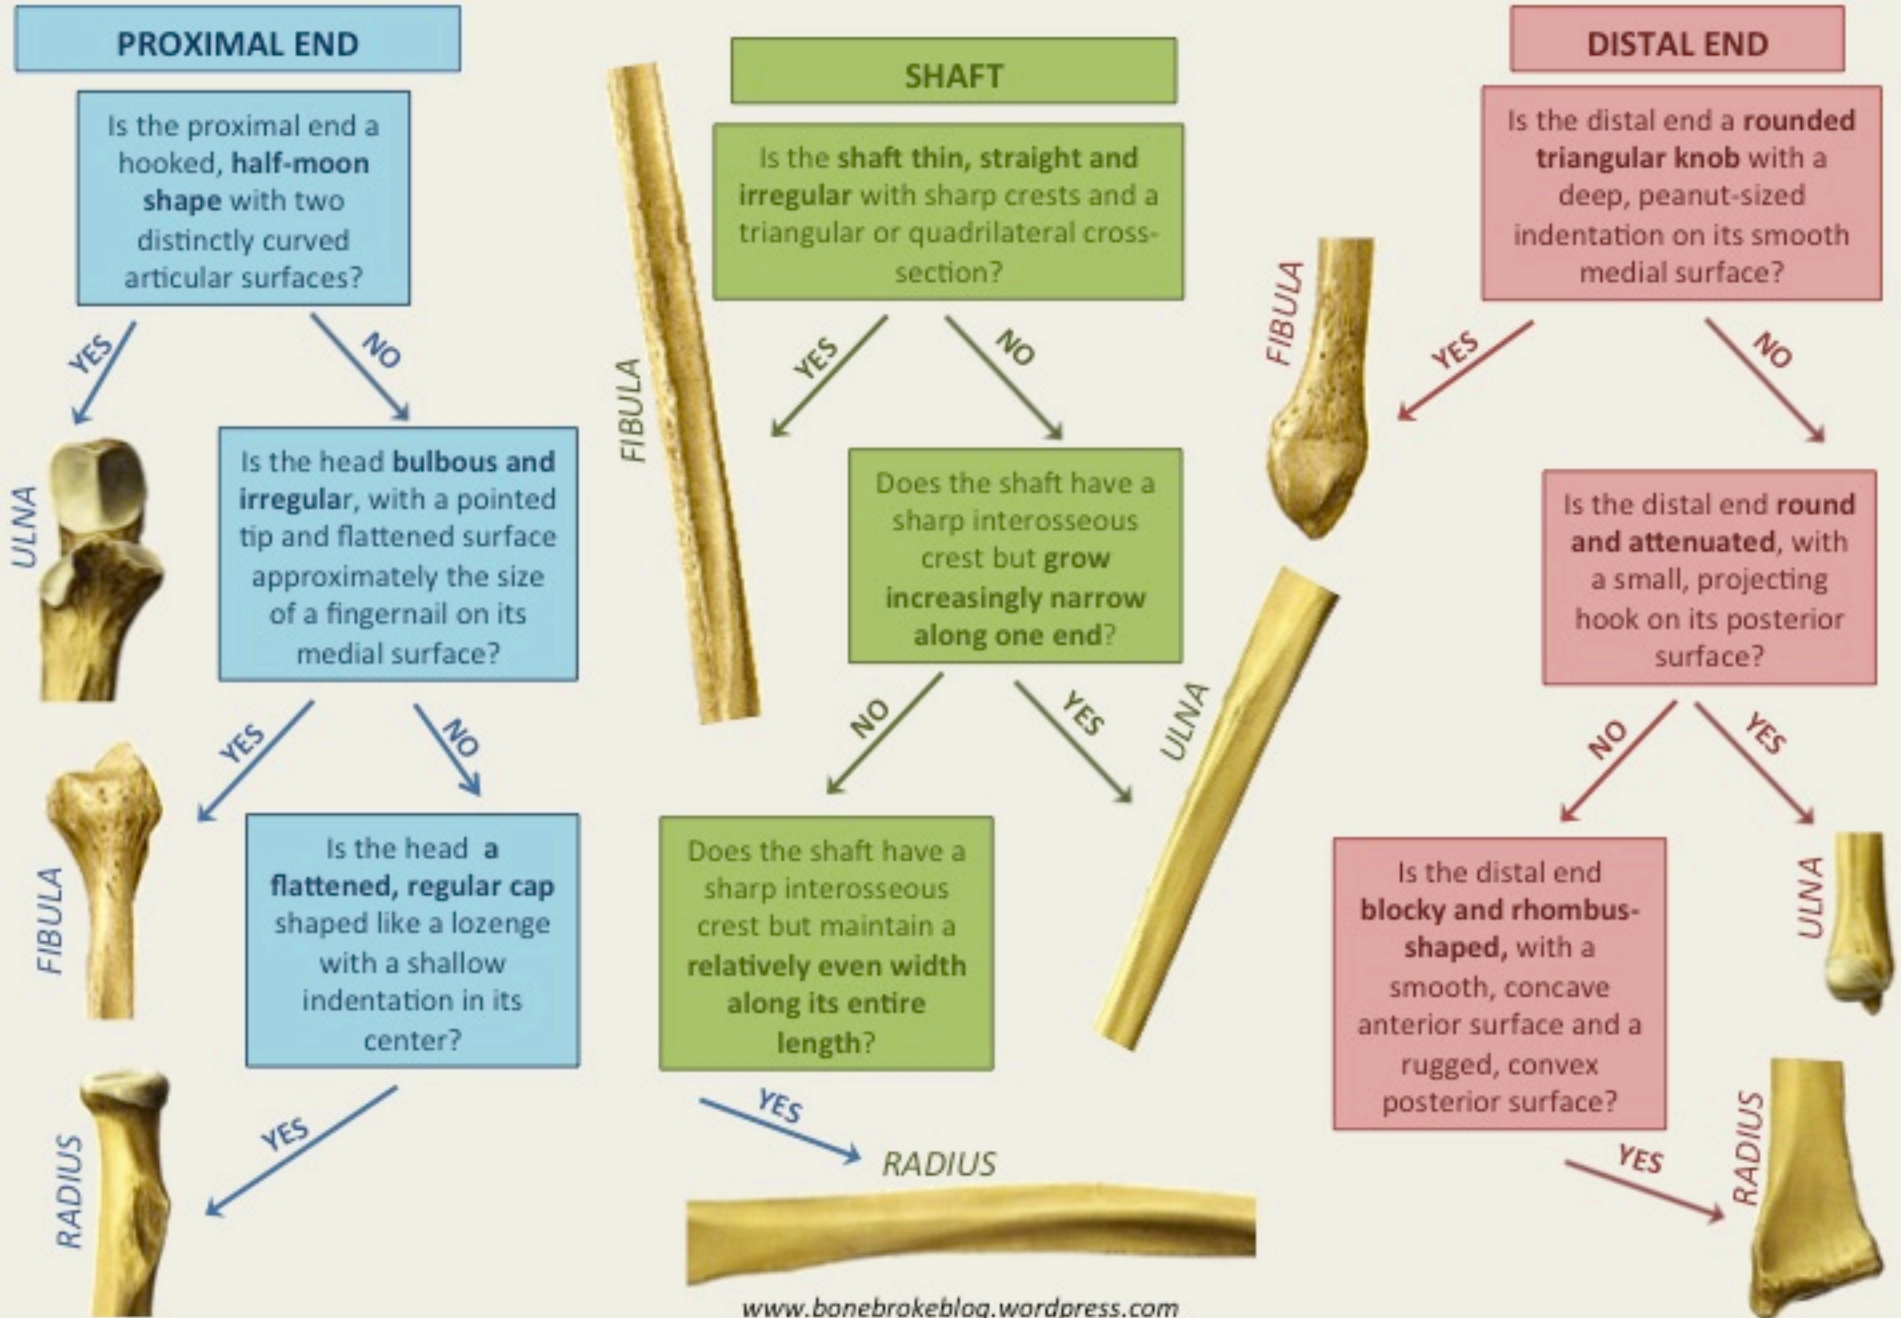 PROXIMAL END
Is the proximal end a
hooked, half-moon
shape with two
distinctly curved
articular surfaces?
YES
NO
ULNA
Is the head bulbous and
irregular, with a pointed
tip and flattened surface
approximately the size
of a fingernail on its
medial surface?
YES
NO
FIBULA
Is the head a
flattened, regular cap
shaped like a lozenge
with a shallow
indentation in its
center?
YES
RADIUS
SHAFT
Is the shaft thin, straight and
irregular with sharp crests and a
triangular or quadrilateral cross-
section?
YES
NO
FIBULA
Does the shaft have a
sharp interosseous
crest but grow
increasingly narrow
along one end?
NO
YES
ULNA
Does the shaft have a
sharp interosseous
crest but maintain a
relatively even width
along its entire
length?
YES
RADIUS
DISTAL END
Is the distal end a rounded
triangular knob with a
deep, peanut-sized
indentation on its smooth
medial surface?
YES
NO
FIBULA
Is the distal end round
and attenuated, with
a small, projecting
hook on its posterior
surface?
NO
YES
ULNA
Is the distal end
blocky and rhombus-
shaped, with a
smooth, concave
anterior surface and a
rugged, convex
posterior surface?
YES
RADIUS
www.bonebrokeblog.wordpress.com